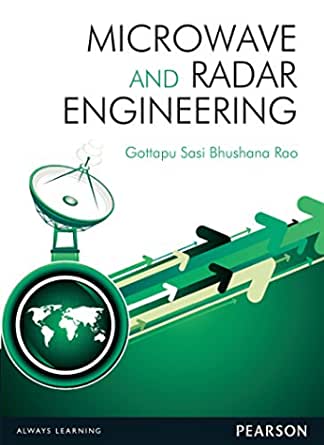 MICROWAVE
AND RADAR
ENGINEERING
Gottapu Sasi Bhushana Rao
ALWAYS LEARNING
PEARSON